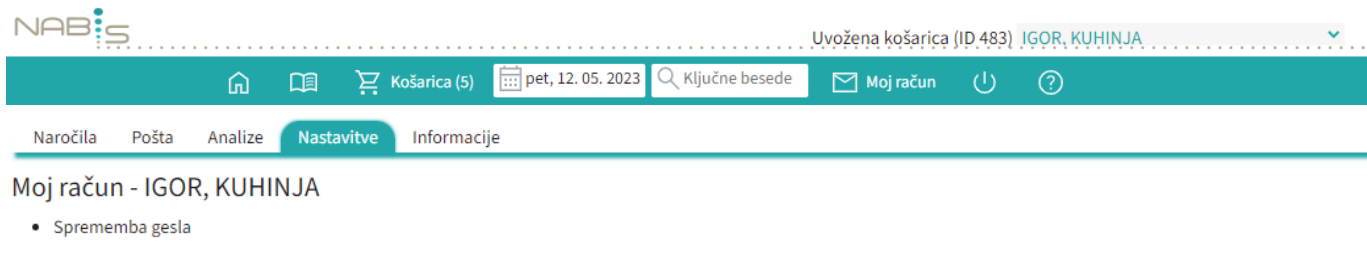 NABIS
Uvožena košarica (ID 483) IGOR, KUHINJA
Košarica (5) pet, 12. 05. 2023 Ključne besede Moj račun
Naročila Pošta Analize Nastavitve Informacije
Moj račun - IGOR, KUHINJA
• Sprememba gesla